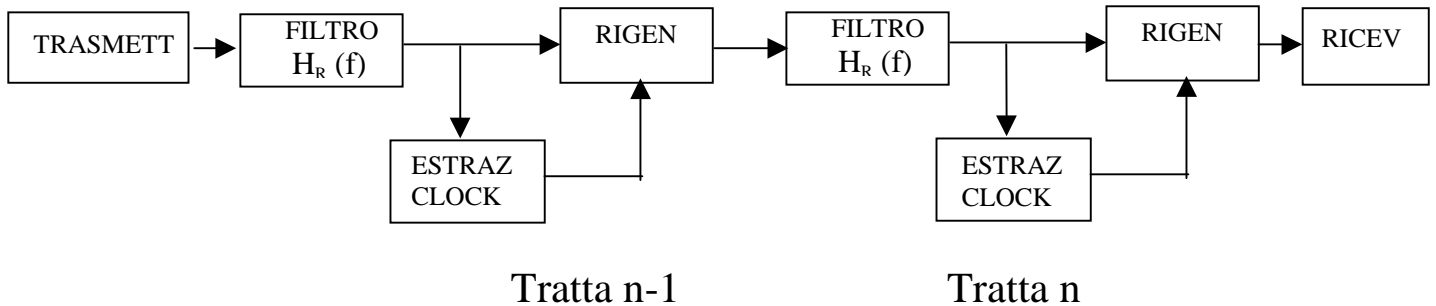 TRASMETT
FILTRO
H_R (f)
RIGEN
FILTRO
H_R (f)
RIGEN
RICEV
ESTRAZ
CLOCK
ESTRAZ
CLOCK
Tratta n-1
Tratta n